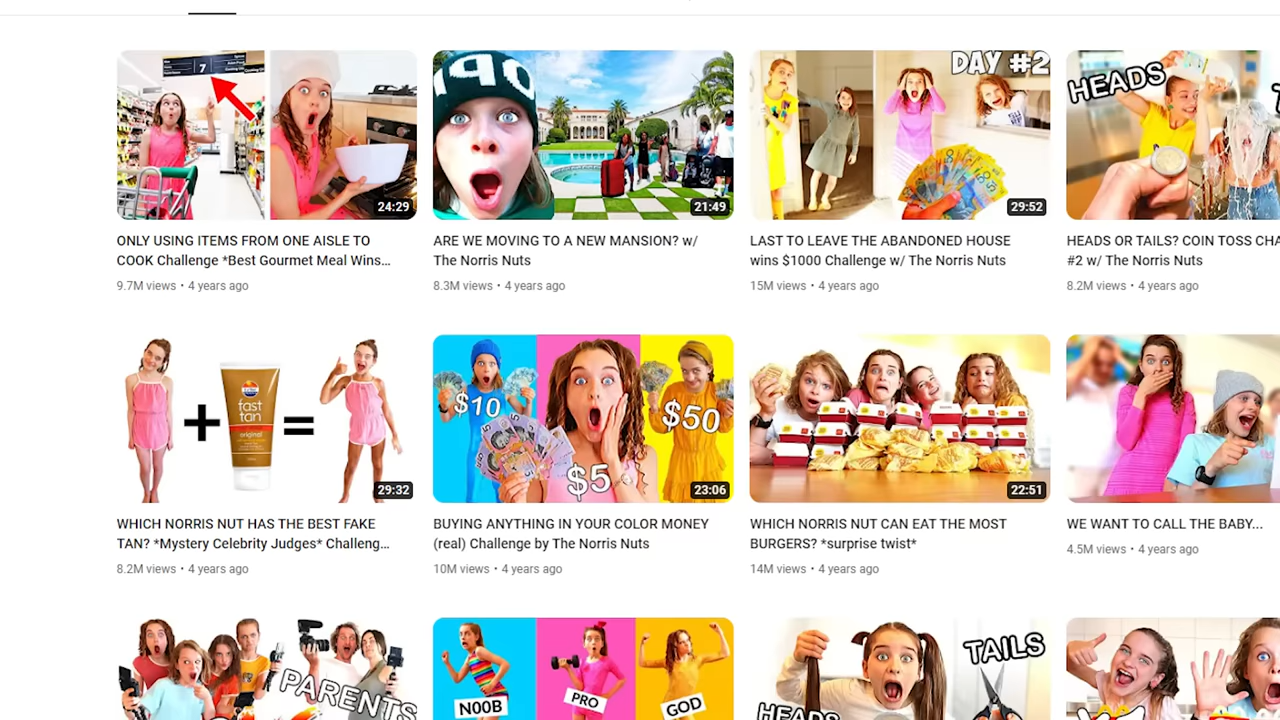 7
24:29
21:49
DAY #2
29:52
HEADS
ONLY USING ITEMS FROM ONE AISLE TO
COOK Challenge *Best Gourmet Meal Wins...
9.7M views • 4 years ago
ARE WE MOVING TO A NEW MANSION? w/
The Norris Nuts
8.3M views • 4 years ago
LAST TO LEAVE THE ABANDONED HOUSE
wins $1000 Challenge w/ The Norris Nuts
15M views • 4 years ago
HEADS OR TAILS? COIN TOSS CHA
#2 w/ The Norris Nuts
8.2M views • 4 years ago
+
fast
tan
original
=
29:32
$10
$5
$50
23:06
22:51
WHICH NORRIS NUT HAS THE BEST FAKE
TAN? *Mystery Celebrity Judges* Challeng...
8.2M views • 4 years ago
BUYING ANYTHING IN YOUR COLOR MONEY
(real) Challenge by The Norris Nuts
10M views • 4 years ago
WHICH NORRIS NUT CAN EAT THE MOST
BURGERS? *surprise twist*
14M views • 4 years ago
WE WANT TO CALL THE BABY...
4.5M views • 4 years ago
PARENTS
NOOB
PRO
GOD
HEADS
TAILS